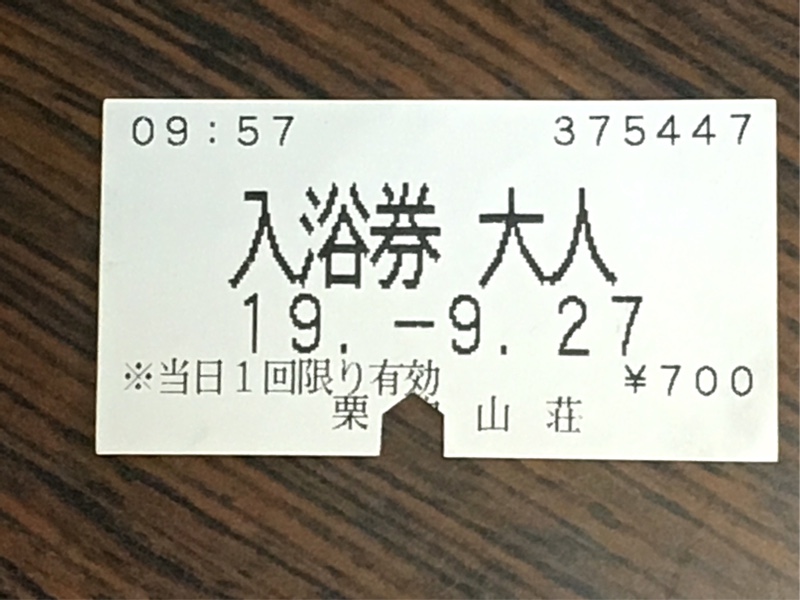 09:57 375447
入浴券 大人
19.-9.27
※当日1回限り有効 ¥700
栗 山 荘